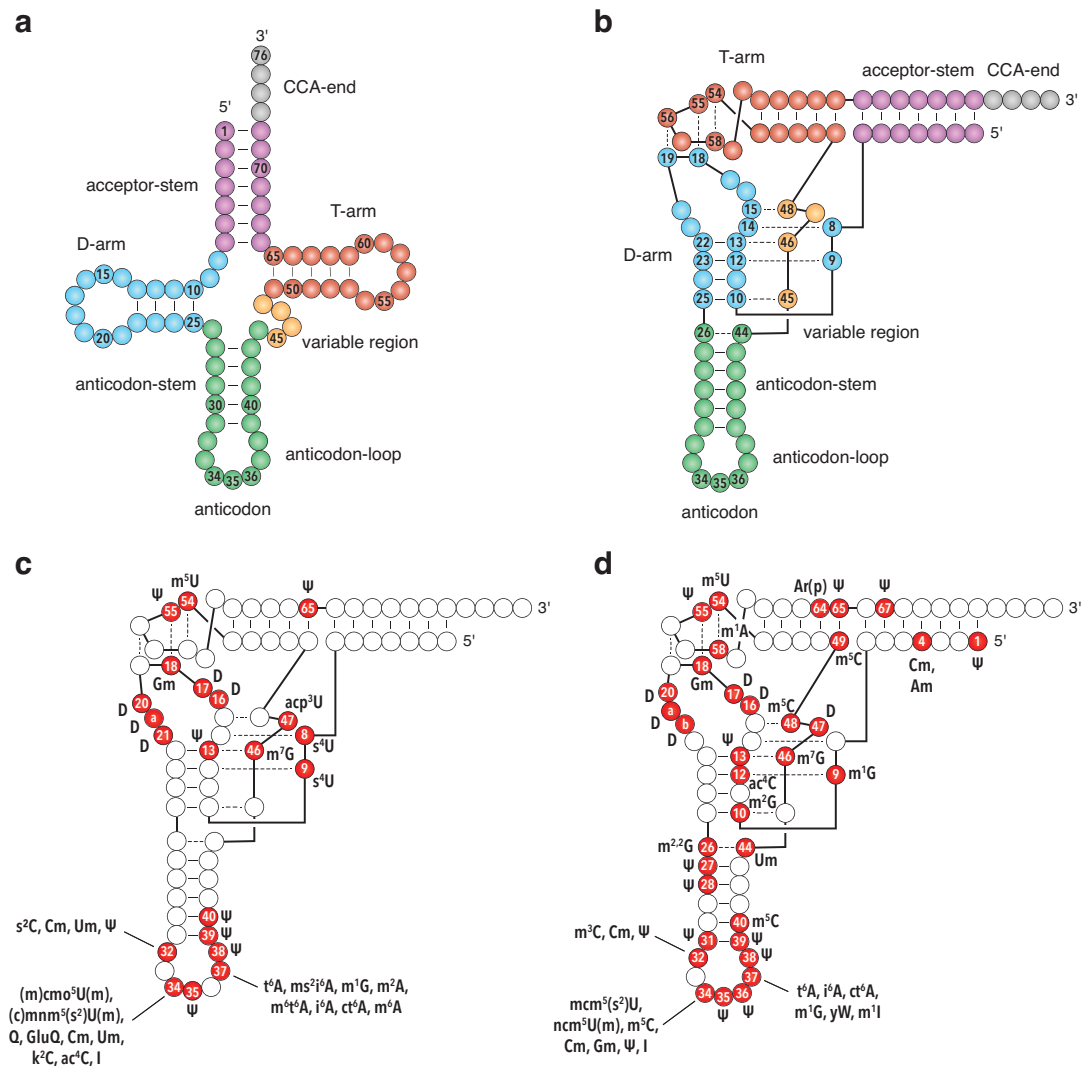 a
3'
76
CCA-end
5'
1
70
acceptor-stem
T-arm
D-arm
15
10
65
60
50
55
20
25
45
variable region
anticodon-stem
30
40
anticodon-loop
34
35
36
anticodon
b
T-arm
acceptor-stem
CCA-end
3'
5'
54
55
56
58
19
18
15
48
14
8
22
13
46
D-arm
23
12
9
25
10
45
variable region
26
44
anticodon-stem
anticodon-loop
34
35
36
anticodon
c
m⁵U
Ψ
54
55
Ψ
65
3'
5'
18
Gm
17
D
16
D
20
D
a
D
21
D
acp³U
47
8
s⁴U
Ψ
13
46
m⁷G
9
s⁴U
40
Ψ
39
Ψ
38
Ψ
37
s²C, Cm, Um, Ψ
32
34
35
Ψ
t⁶A, ms²i⁶A, m¹G, m²A,
m⁶t⁶A, i⁶A, ct⁶A, m⁶A
(m)cmo⁵U(m),
(c)mnm⁵(s²)U(m),
Q, GluQ, Cm, Um,
k²C, ac⁴C, I
d
m⁵U
Ψ
54
55
Ar(p)
Ψ
Ψ
64
65
67
3'
5'
m¹A
58
49
m⁵C
4
Cm,
Am
1
Ψ
18
Gm
17
D
16
D
20
D
a
D
b
D
m⁵C
48
47
D
Ψ
13
46
m⁷G
12
ac⁴C
9
m¹G
m²G
10
m²,²G
26
44
Um
Ψ
27
Ψ
28
40
m⁵C
Ψ
31
39
Ψ
38
Ψ
37
m³C, Cm, Ψ
32
34
35
36
Ψ
Ψ
t⁶A, i⁶A, ct⁶A,
m¹G, yW, m¹I
mcm⁵(s²)U,
ncm⁵U(m), m⁵C,
Cm, Gm, Ψ, I